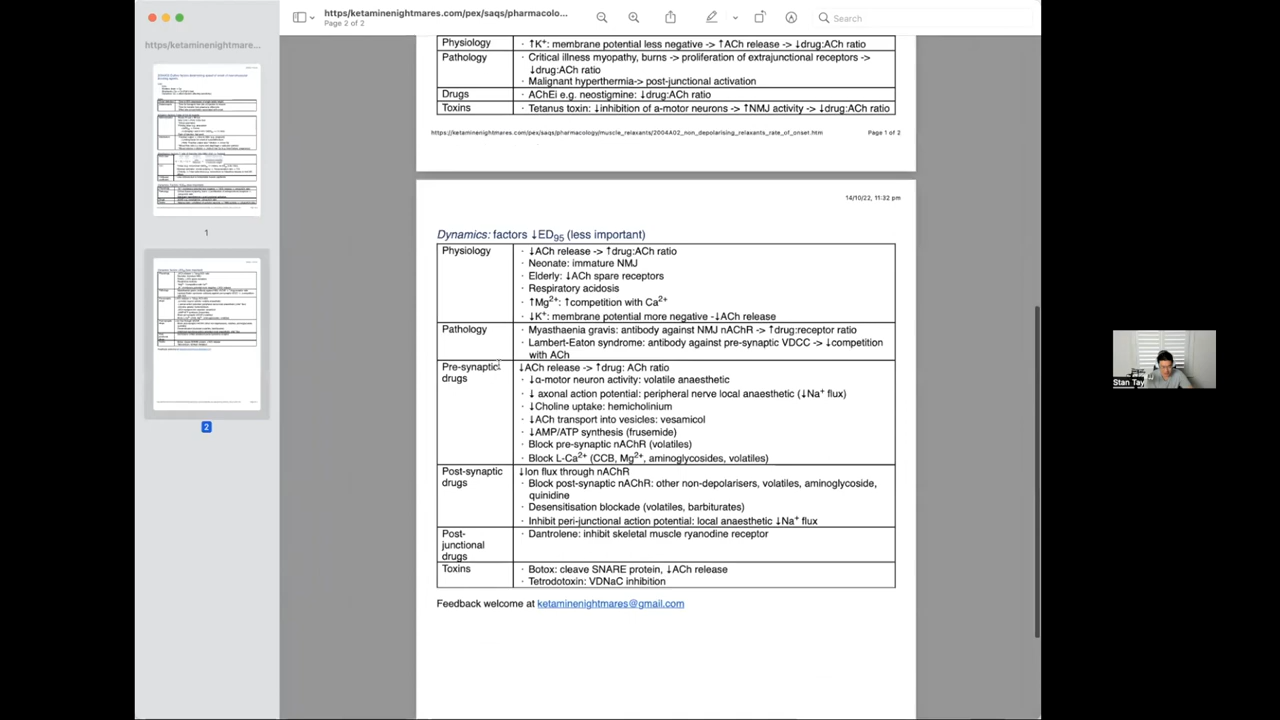 https/ketaminenightmares.com/pex/saqs/pharmacolo...
Page 2 of 2
Search
https/ketaminenightmare...
1
2
Physiology
· ↑K⁺: membrane potential less negative -> ↑ACh release -> ↓drug:ACh ratio
Pathology
· Critical illness myopathy, burns -> proliferation of extrajunctional receptors ->
↓drug:ACh ratio
· Malignant hyperthermia-> post-junctional activation
Drugs
· AChEi e.g. neostigmine: ↓drug:ACh ratio
Toxins
· Tetanus toxin: ↓inhibition of a-motor neurons -> ↑NMJ activity -> ↓drug:ACh ratio
https://ketaminenightmares.com/pex/saqs/pharmacology/muscle_relaxants/2004A02_non_depolarising_relaxants_rate_of_onset.htm
Page 1 of 2
14/10/22, 11:32 pm
Dynamics: factors ↓ED₉₅ (less important)
Physiology
· ↓ACh release -> ↑drug:ACh ratio
· Neonate: immature NMJ
· Elderly: ↓ACh spare receptors
· Respiratory acidosis
· ↑Mg²⁺: ↑competition with Ca²⁺
· ↓K⁺: membrane potential more negative -↓ACh release
Pathology
· Myasthaenia gravis: antibody against NMJ nAChR -> ↑drug:receptor ratio
· Lambert-Eaton syndrome: antibody against pre-synaptic VDCC -> ↓competition
with ACh
Pre-synaptic
drugs
↓ACh release -> ↑drug: ACh ratio
· ↓α-motor neuron activity: volatile anaesthetic
· ↓ axonal action potential: peripheral nerve local anaesthetic (↓Na⁺ flux)
· ↓Choline uptake: hemicholinium
· ↓ACh transport into vesicles: vesamicol
· ↓AMP/ATP synthesis (frusemide)
· Block pre-synaptic nAChR (volatiles)
· Block L-Ca²⁺ (CCB, Mg²⁺, aminoglycosides, volatiles)
Post-synaptic
drugs
↓Ion flux through nAChR
· Block post-synaptic nAChR: other non-depolarisers, volatiles, aminoglycoside,
quinidine
· Desensitisation blockade (volatiles, barbiturates)
· Inhibit peri-junctional action potential: local anaesthetic ↓Na⁺ flux
Post-
junctional
drugs
· Dantrolene: inhibit skeletal muscle ryanodine receptor
Toxins
· Botox: cleave SNARE protein, ↓ACh release
· Tetrodotoxin: VDNaC inhibition
Feedback welcome at ketaminenightmares@gmail.com
Stan Tay